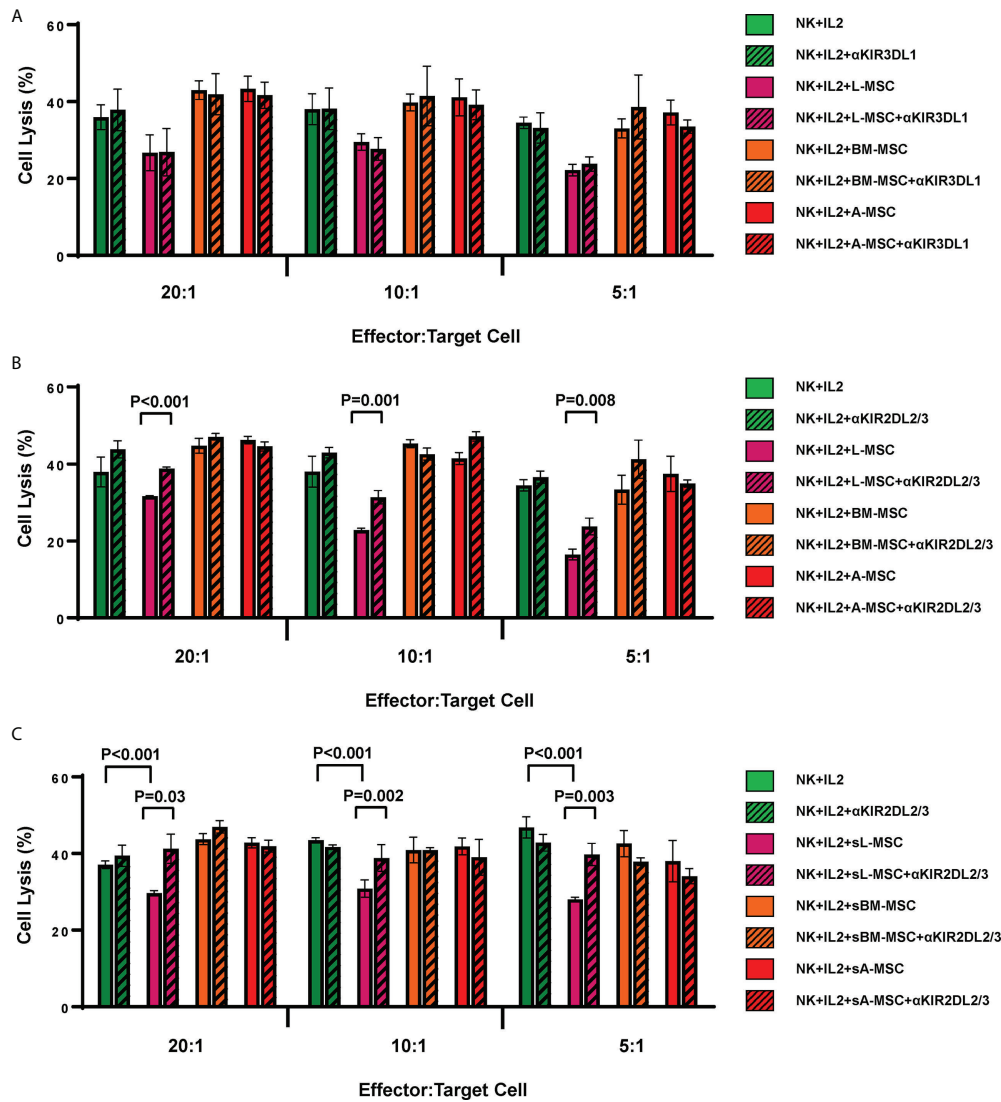 A
60
40
20
0
Cell Lysis (%)
20:1
10:1
5:1
Effector:Target Cell
NK+IL2
NK+IL2+αKIR3DL1
NK+IL2+L-MSC
NK+IL2+L-MSC+αKIR3DL1
NK+IL2+BM-MSC
NK+IL2+BM-MSC+αKIR3DL1
NK+IL2+A-MSC
NK+IL2+A-MSC+αKIR3DL1
B
60
40
20
0
Cell Lysis (%)
P<0.001
P=0.001
P=0.008
20:1
10:1
5:1
Effector:Target Cell
NK+IL2
NK+IL2+αKIR2DL2/3
NK+IL2+L-MSC
NK+IL2+L-MSC+αKIR2DL2/3
NK+IL2+BM-MSC
NK+IL2+BM-MSC+αKIR2DL2/3
NK+IL2+A-MSC
NK+IL2+A-MSC+αKIR2DL2/3
C
60
40
20
0
Cell Lysis (%)
P<0.001
P=0.03
P<0.001
P=0.002
P<0.001
P=0.003
20:1
10:1
5:1
Effector:Target Cell
NK+IL2
NK+IL2+αKIR2DL2/3
NK+IL2+sL-MSC
NK+IL2+sL-MSC+αKIR2DL2/3
NK+IL2+sBM-MSC
NK+IL2+sBM-MSC+αKIR2DL2/3
NK+IL2+sA-MSC
NK+IL2+sA-MSC+αKIR2DL2/3